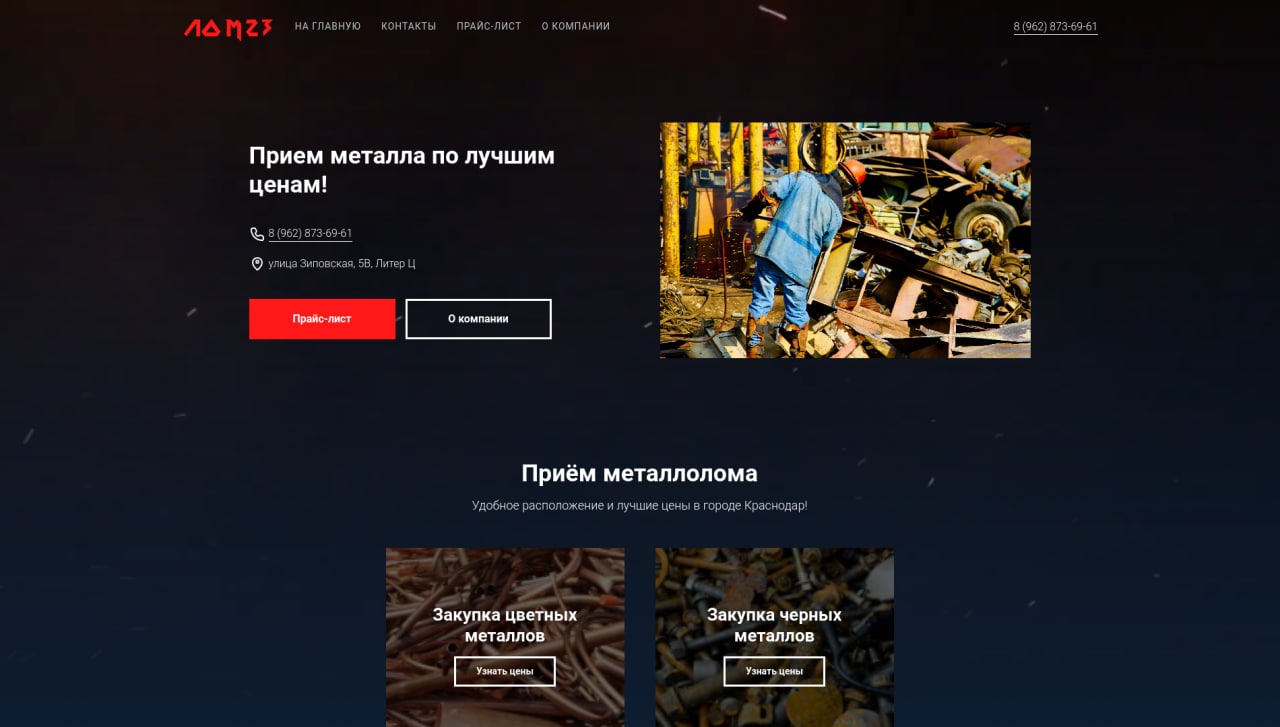 ЛОМ23
НА ГЛАВНУЮ КОНТАКТЫ ПРАЙС-ЛИСТ О КОМПАНИИ
8 (962) 873-69-61
Прием металла по лучшим
ценам!
8 (962) 873-69-61
улица Зиповская, 5В, Литер Ц
Прайс-лист
О компании
Приём металлолома
Удобное расположение и лучшие цены в городе Краснодар!
Закупка цветных
металлов
Узнать цены
Закупка черных
металлов
Узнать цены